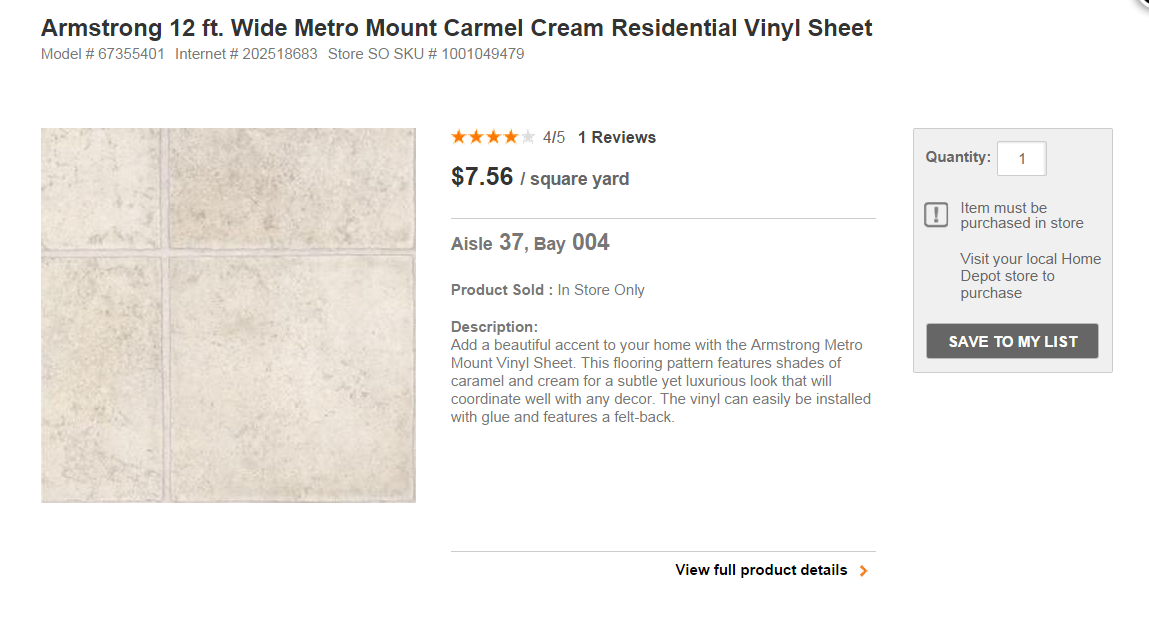 Armstrong 12 ft. Wide Metro Mount Carmel Cream Residential Vinyl Sheet
Model # 67355401 Internet # 202518683 Store SO SKU # 1001049479
4/5 1 Reviews
$7.56 / square yard
Aisle 37, Bay 004
Product Sold : In Store Only
Description:
Add a beautiful accent to your home with the Armstrong Metro
Mount Vinyl Sheet. This flooring pattern features shades of
caramel and cream for a subtle yet luxurious look that will
coordinate well with any decor. The vinyl can easily be installed
with glue and features a felt-back.
View full product details
Quantity: 1
Item must be
purchased in store
Visit your local Home
Depot store to
purchase
SAVE TO MY LIST